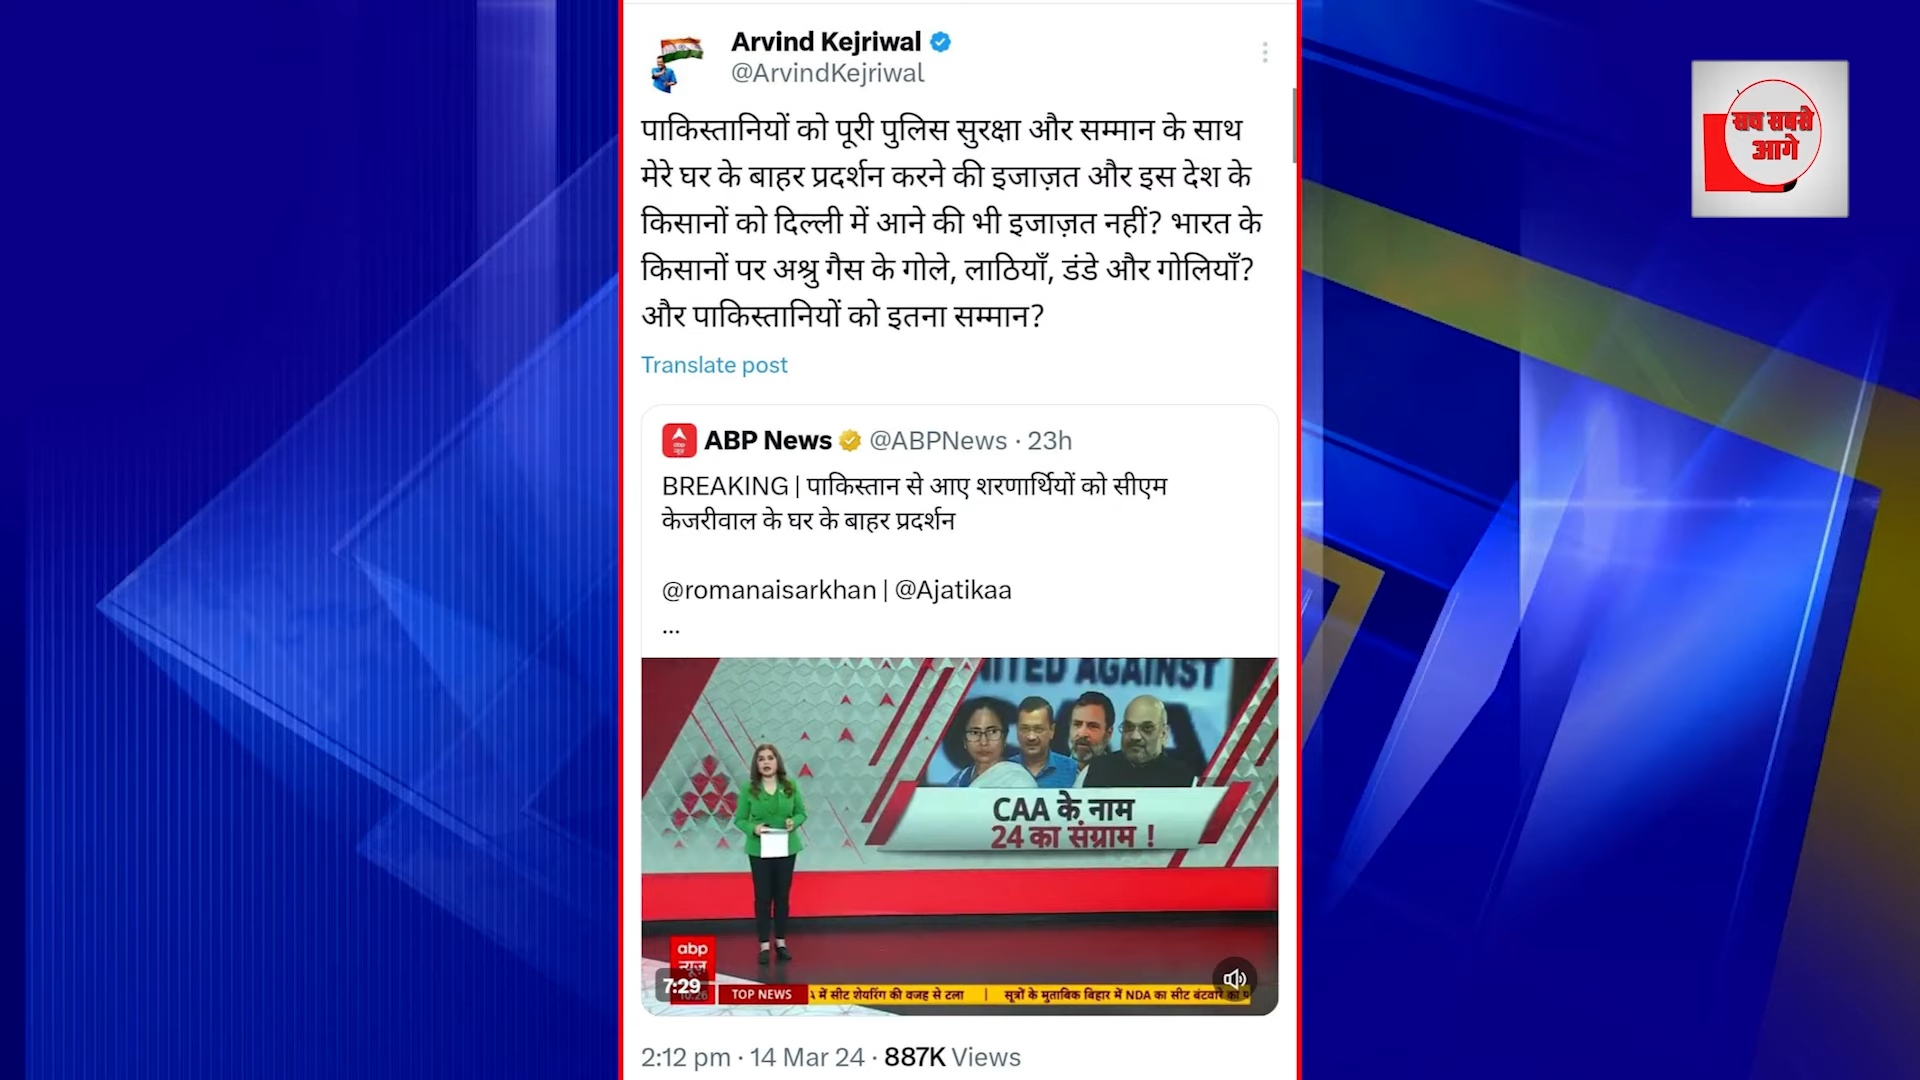 Arvind Kejriwal
@ArvindKejriwal
सच सबसे
आगे
पाकिस्तानियों को पूरी पुलिस सुरक्षा और सम्मान के साथ
मेरे घर के बाहर प्रदर्शन करने की इजाज़त और इस देश के
किसानों को दिल्ली में आने की भी इजाज़त नहीं? भारत के
किसानों पर अश्रु गैस के गोले, लाठियाँ, डंडे और गोलियाँ?
और पाकिस्तानियों को इतना सम्मान?
Translate post
ABP News @ABPNews · 23h
BREAKING | पाकिस्तान से आए शरणार्थियों को सीएम
केजरीवाल के घर के बाहर प्रदर्शन
@romanaisarkhan | @Ajatikaa
...
UNITED AGAINST
CAA के नाम
24 का संग्राम !
abp
न्यूज़
7:29
10:26
TOP NEWS में सीट शेयरिंग की वजह से टला | सूत्रों के मुताबिक बिहार में NDA का सीट बंटवारे का
2:12 pm · 14 Mar 24 · 887K Views